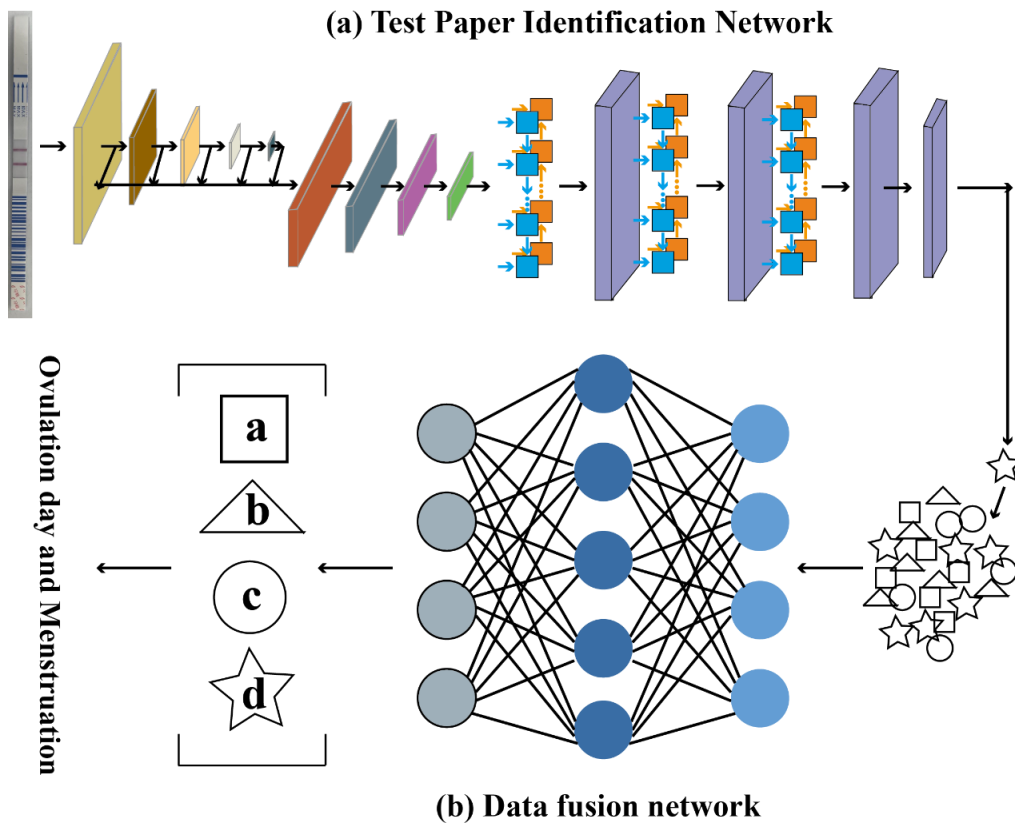 (a) Test Paper Identification Network
Ovulation day and Menstruation
a
b
c
d
(b) Data fusion network